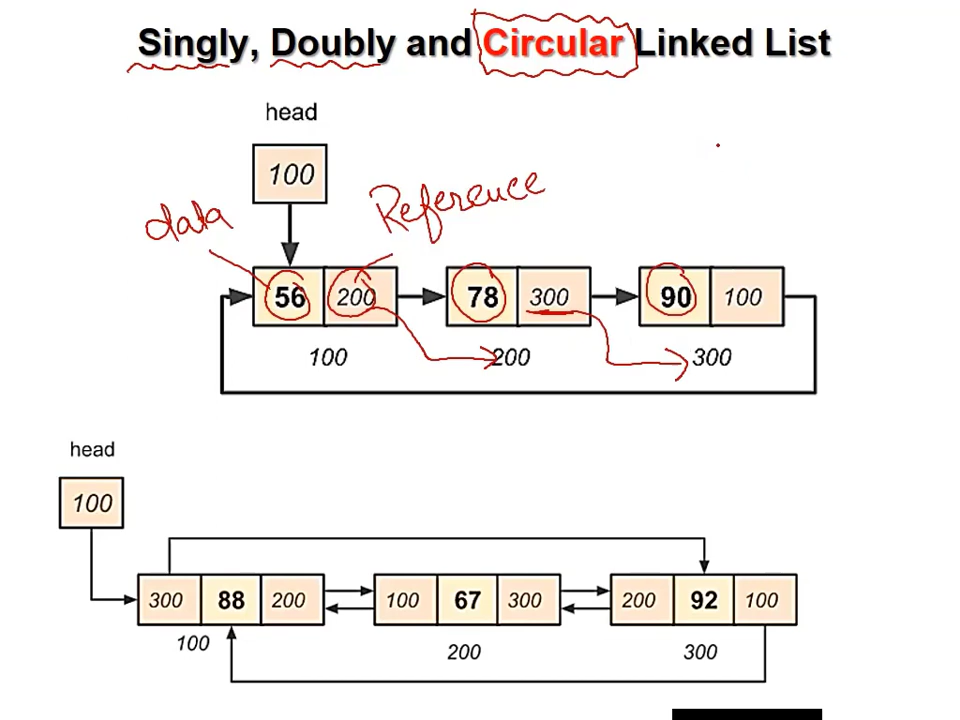 Singly, Doubly and Circular Linked List
head
100
data
Reference
56 200 78 300 90 100
100 200 300
head
100
300 88 200 100 67 300 200 92 100
100 200 300